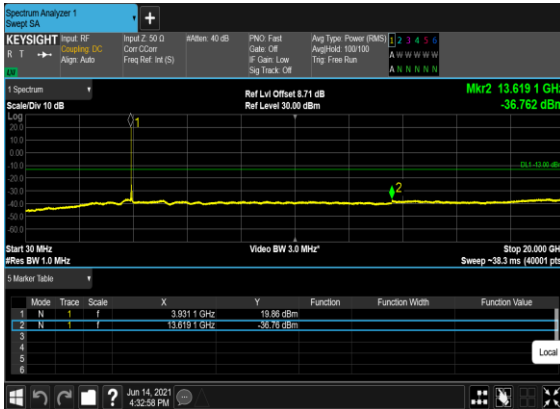 Spectrum Analyzer 1
Swept SA
+
KEYSIGHT
R T
LXI
Input: RF
Coupling: DC
Align: Auto
Input Z: 50 Ω
Corr CCorr
Freq Ref: Int (S)
#Atten: 40 dB
PNO: Fast
Gate: Off
IF Gain: Low
Sig Track: Off
Avg Type: Power (RMS)
Avg|Hold: 100/100
Trig: Free Run
1 2 3 4 5 6
A W W W W W
A N N N N N
1 Spectrum
Scale/Div 10 dB
Ref Lvl Offset 8.71 dB
Ref Level 30.00 dBm
Mkr2 13.619 1 GHz
-36.762 dBm
Log
20.0
10.0
0.00
-10.0
-20.0
-30.0
-40.0
-50.0
-60.0
1
2
DL1 -13.00 dBm
Start 30 MHz
#Res BW 1.0 MHz
Video BW 3.0 MHz*
Stop 20.000 GHz
Sweep ~38.3 ms (40001 pts)
5 Marker Table
Mode Trace Scale X Y Function Function Width Function Value
1 N 1 f 3.931 1 GHz 19.86 dBm
2 N 1 f 13.619 1 GHz -36.76 dBm
3
4
5
6
Local
?
Jun 14, 2021
4:32:58 PM